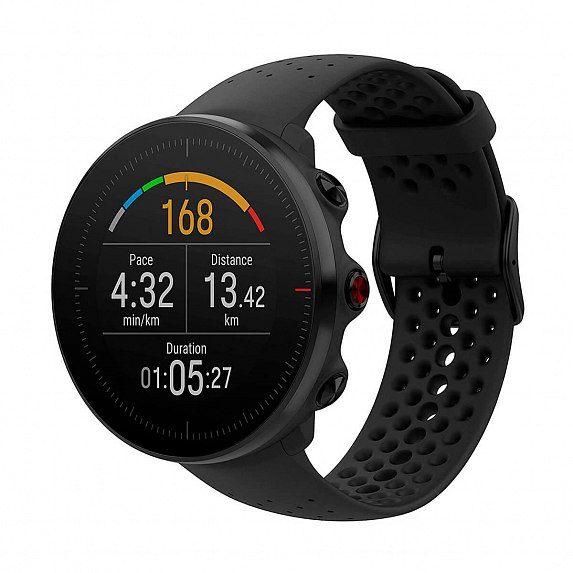 168
Pace Distance
4:32 13.42
min/km km
Duration
01:05:27